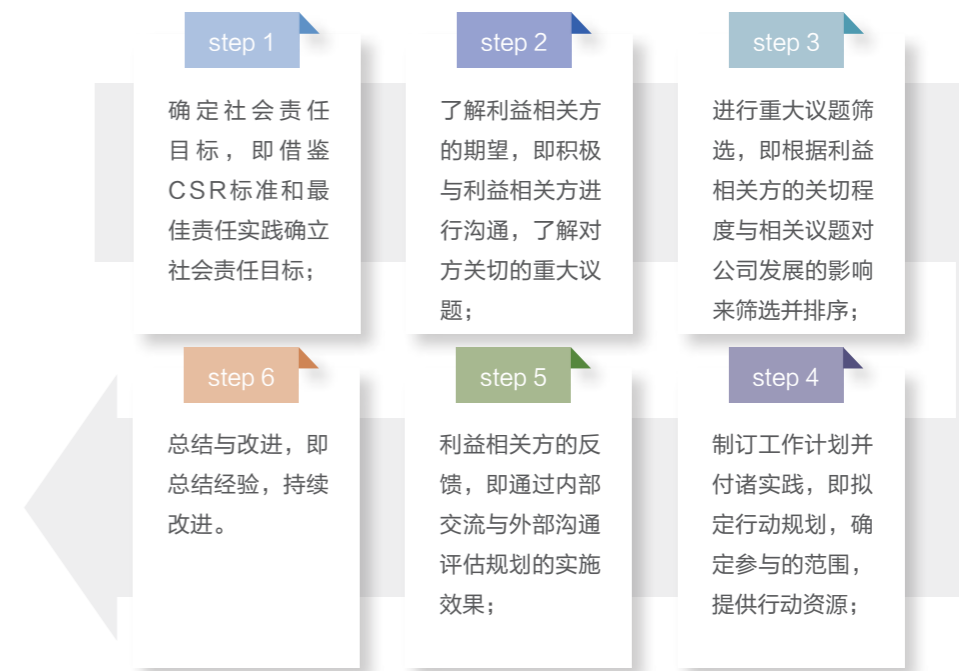 step 1
确定社会责任
目标，即借鉴
CSR标准和最
佳责任实践确立
社会责任目标；
step 2
了解利益相关方
的期望，即积极
与利益相关方进
行沟通，了解对
方关切的重大议
题；
step 3
进行重大议题筛
选，即根据利益
相关方的关切程
度与相关议题对
公司发展的影响
来筛选并排序；
step 4
制订工作计划并
付诸实践，即拟
定行动规划，确
定参与的范围，
提供行动资源；
step 5
利益相关方的反
馈，即通过内部
交流与外部沟通
评估规划的实施
效果；
step 6
总结与改进，即
总结经验，持续
改进。